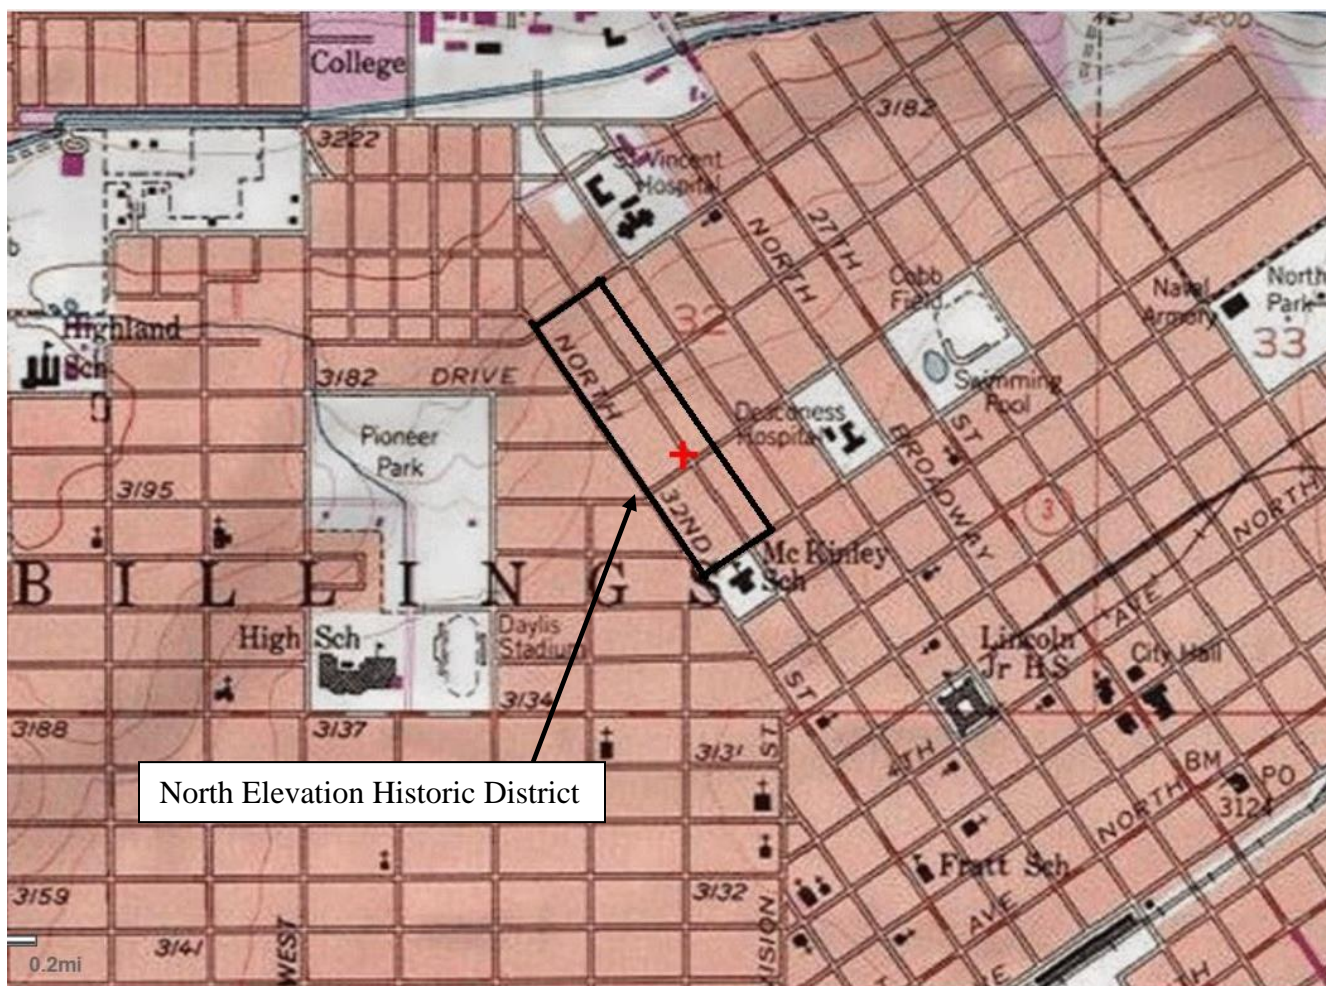 3200
College
3182
3222
St Vincent
Hospital
NORTH
27TH
Cobb
Field
Naval
Armory
North
Park
32
33
Highland
Sch
NORTH
3182
DRIVE
Swimming
Pool
Deaconess
Hospital
ST
BROADWAY
Pioneer
Park
3195
32ND
3
NORTH
Mc Kinley
Sch
BILLINGS
AVE
High Sch
Daylis
Stadium
Lincoln
Jr H S
City Hall
ST
3134
3188
3137
3131
ST
4TH
BM
PO
3124
North Elevation Historic District
NORTH
Fratt Sch
3159
3132
AVE
3141
WEST
VISION
0.2mi